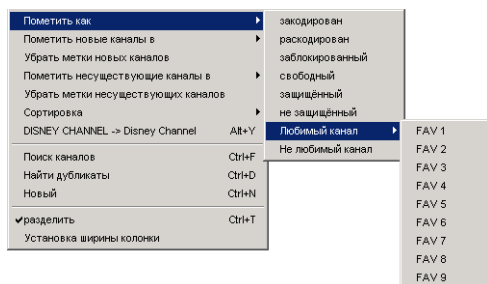 Пометить как
Пометить новые каналы в
Убрать метки новых каналов
Пометить несуществующие каналы в
Убрать метки несуществующих каналов
Сортировка
DISNEY CHANNEL -> Disney Channel Alt+Y
Поиск каналов Ctrl+F
Найти дубликаты Ctrl+D
Новый Ctrl+N
разделить Ctrl+T
Установка ширины колонки
закодирован
раскодирован
заблокированный
свободный
защищённый
не защищённый
Любимый канал
Не любимый канал
FAV 1
FAV 2
FAV 3
FAV 4
FAV 5
FAV 6
FAV 7
FAV 8
FAV 9